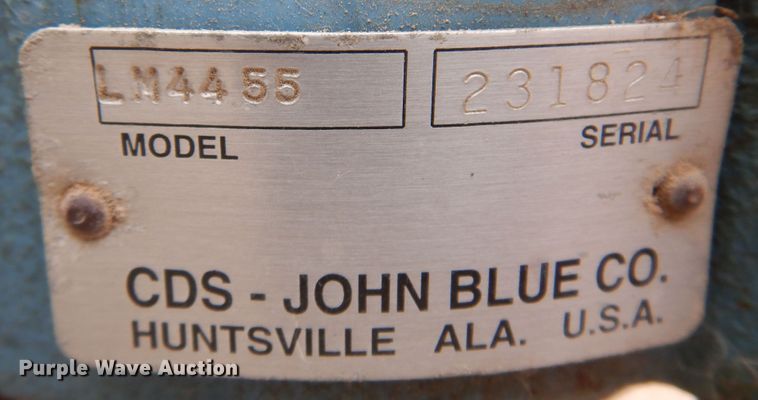 LM4455 231824
MODEL SERIAL
CDS - JOHN BLUE CO.
HUNTSVILLE ALA. U.S.A.
Purple Wave Auction